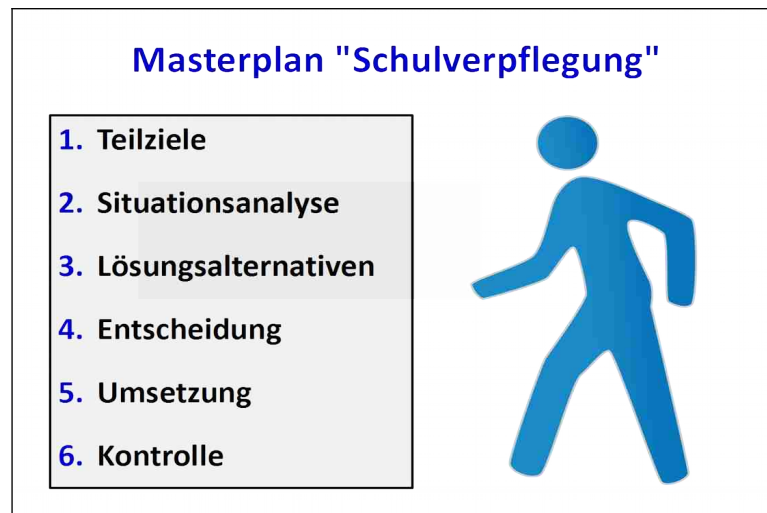 Masterplan "Schulverpflegung"
1. Teilziele
2. Situationsanalyse
3. Lösungsalternativen
4. Entscheidung
5. Umsetzung
6. Kontrolle